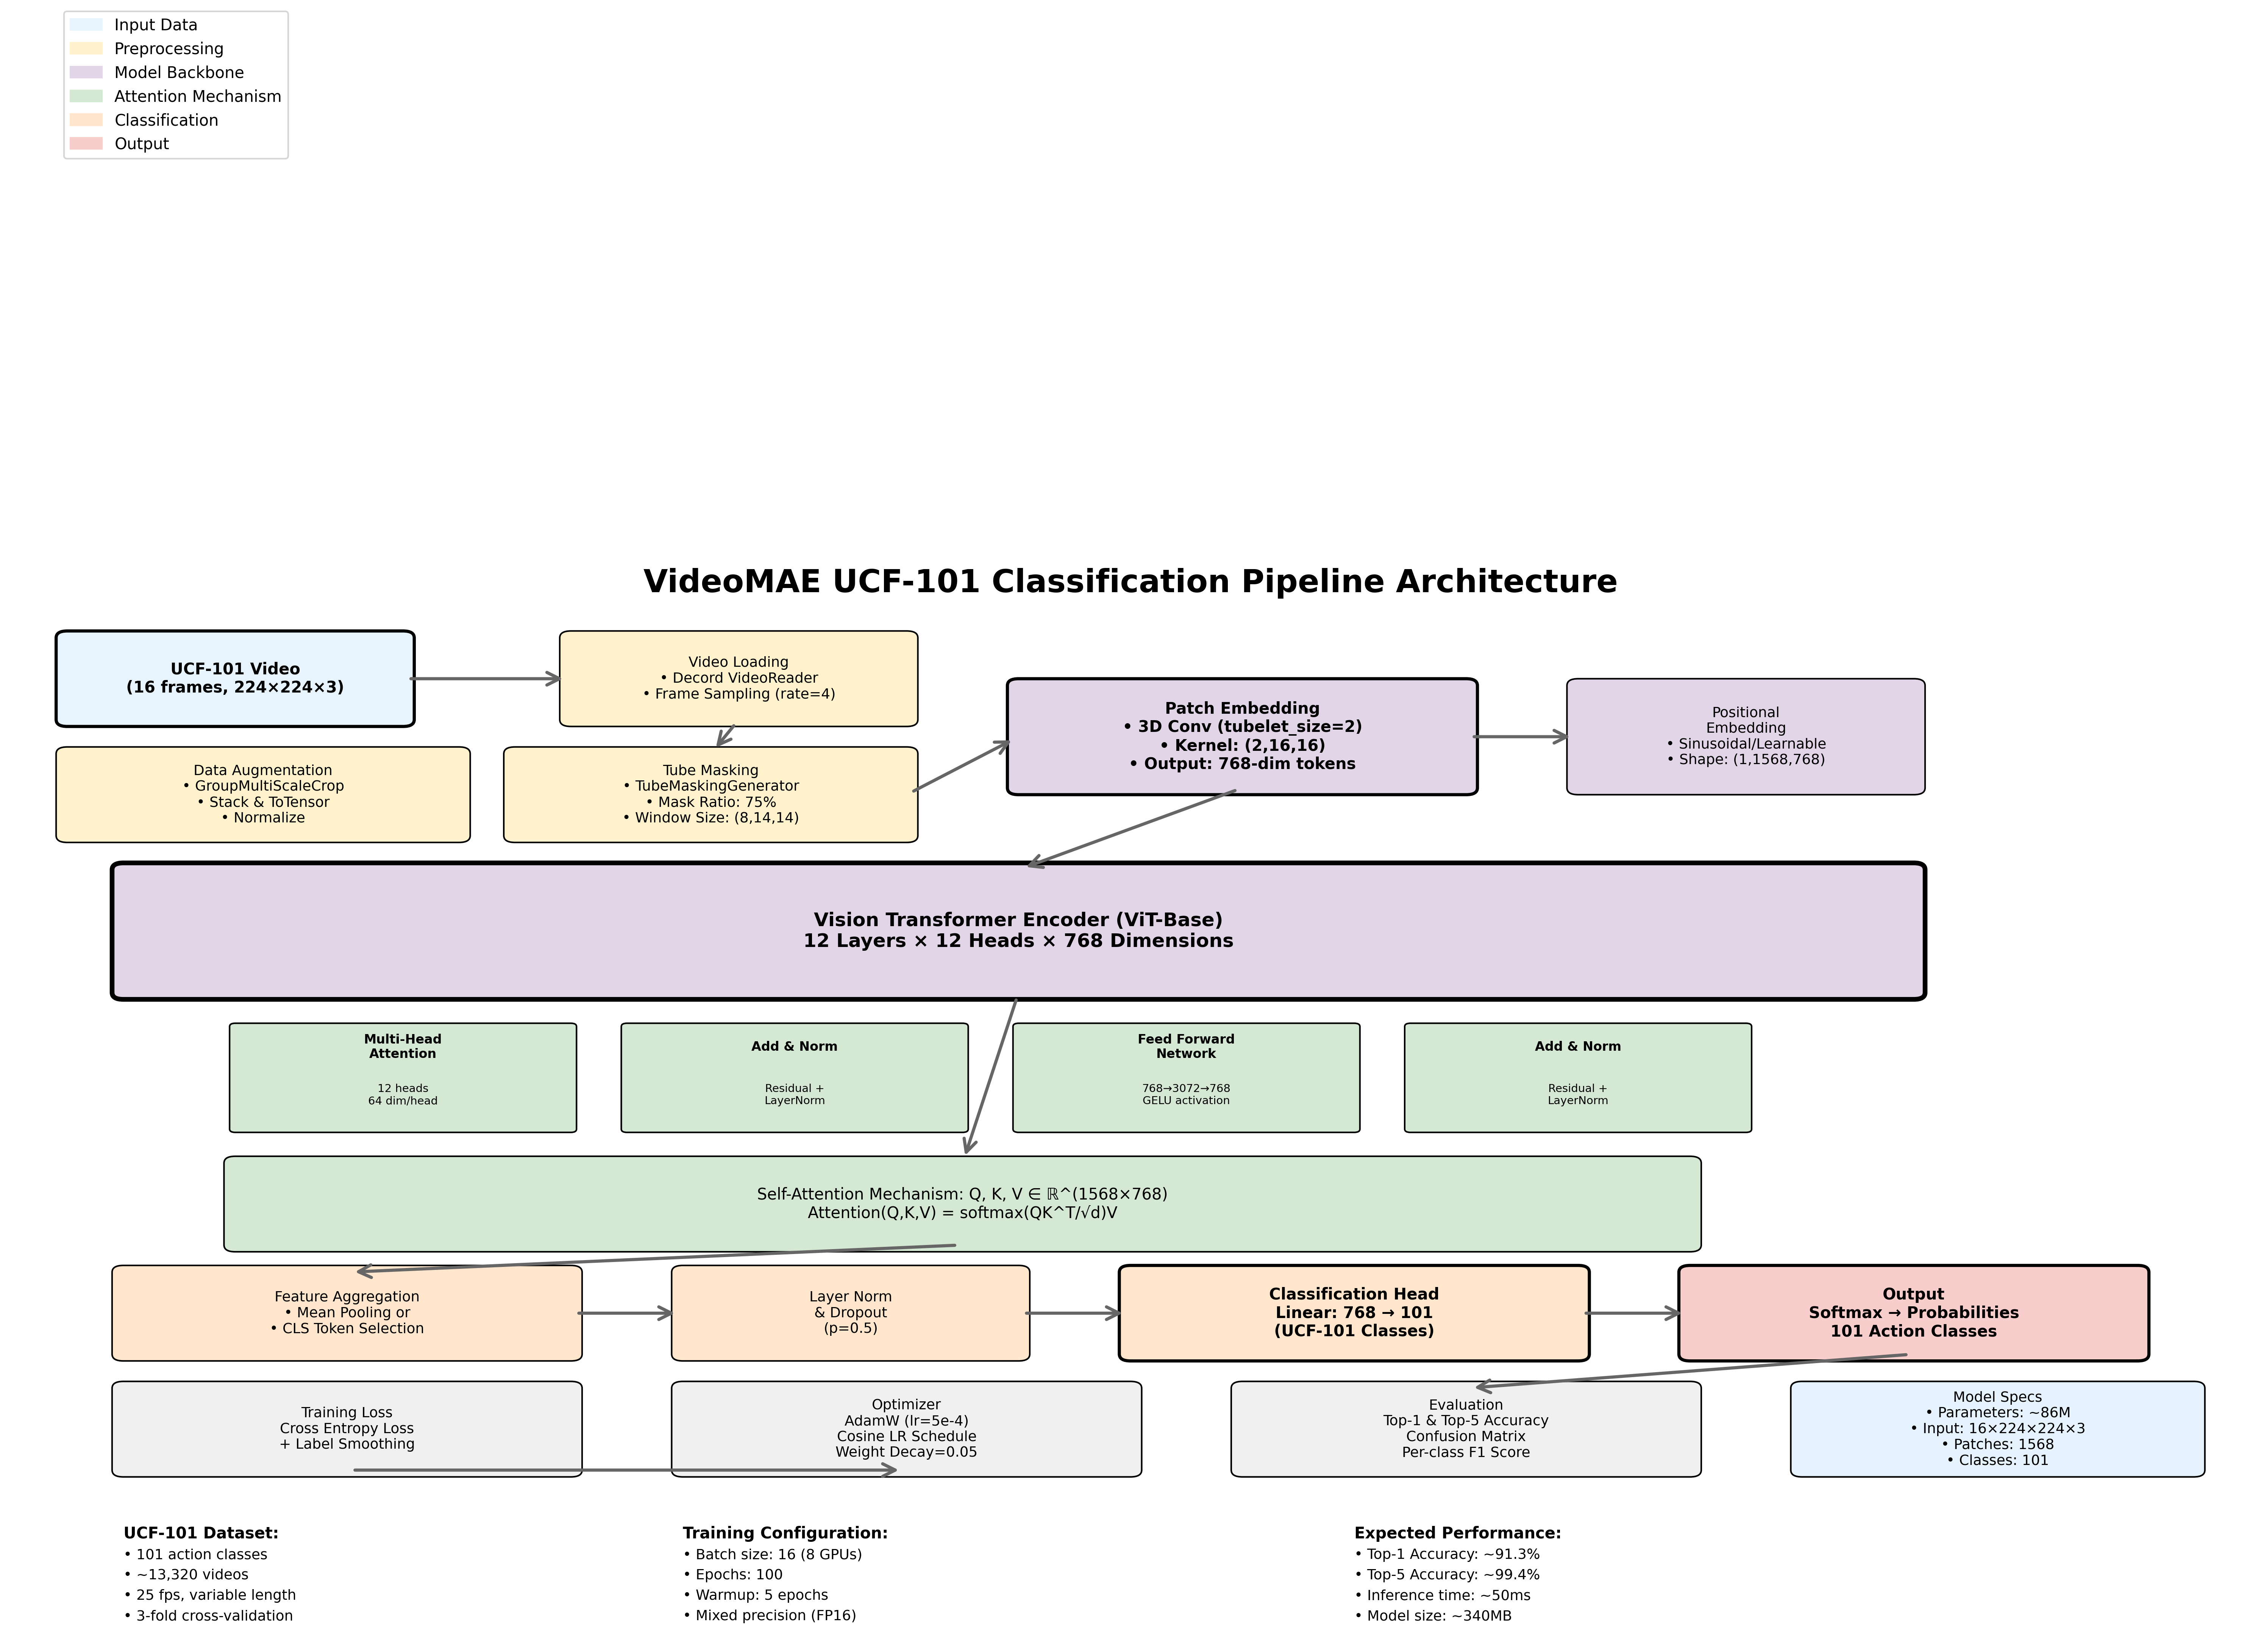 Input Data
Preprocessing
Model Backbone
Attention Mechanism
Classification
Output
VideoMAE UCF-101 Classification Pipeline Architecture
UCF-101 Video
(16 frames, 224×224×3)
Video Loading
• Decord VideoReader
• Frame Sampling (rate=4)
Patch Embedding
• 3D Conv (tubelet_size=2)
• Kernel: (2,16,16)
• Output: 768-dim tokens
Positional
Embedding
• Sinusoidal/Learnable
• Shape: (1,1568,768)
Data Augmentation
• GroupMultiScaleCrop
• Stack & ToTensor
• Normalize
Tube Masking
• TubeMaskingGenerator
• Mask Ratio: 75%
• Window Size: (8,14,14)
Vision Transformer Encoder (ViT-Base)
12 Layers × 12 Heads × 768 Dimensions
Multi-Head
Attention
12 heads
64 dim/head
Add & Norm
Residual +
LayerNorm
Feed Forward
Network
768→3072→768
GELU activation
Add & Norm
Residual +
LayerNorm
Self-Attention Mechanism: Q, K, V ∈ ℝ^(1568×768)
Attention(Q,K,V) = softmax(QK^T/√d)V
Feature Aggregation
• Mean Pooling or
• CLS Token Selection
Layer Norm
& Dropout
(p=0.5)
Classification Head
Linear: 768 → 101
(UCF-101 Classes)
Output
Softmax → Probabilities
101 Action Classes
Training Loss
Cross Entropy Loss
+ Label Smoothing
Optimizer
AdamW (lr=5e-4)
Cosine LR Schedule
Weight Decay=0.05
Evaluation
Top-1 & Top-5 Accuracy
Confusion Matrix
Per-class F1 Score
Model Specs
• Parameters: ~86M
• Input: 16×224×224×3
• Patches: 1568
• Classes: 101
UCF-101 Dataset:
• 101 action classes
• ~13,320 videos
• 25 fps, variable length
• 3-fold cross-validation
Training Configuration:
• Batch size: 16 (8 GPUs)
• Epochs: 100
• Warmup: 5 epochs
• Mixed precision (FP16)
Expected Performance:
• Top-1 Accuracy: ~91.3%
• Top-5 Accuracy: ~99.4%
• Inference time: ~50ms
• Model size: ~340MB